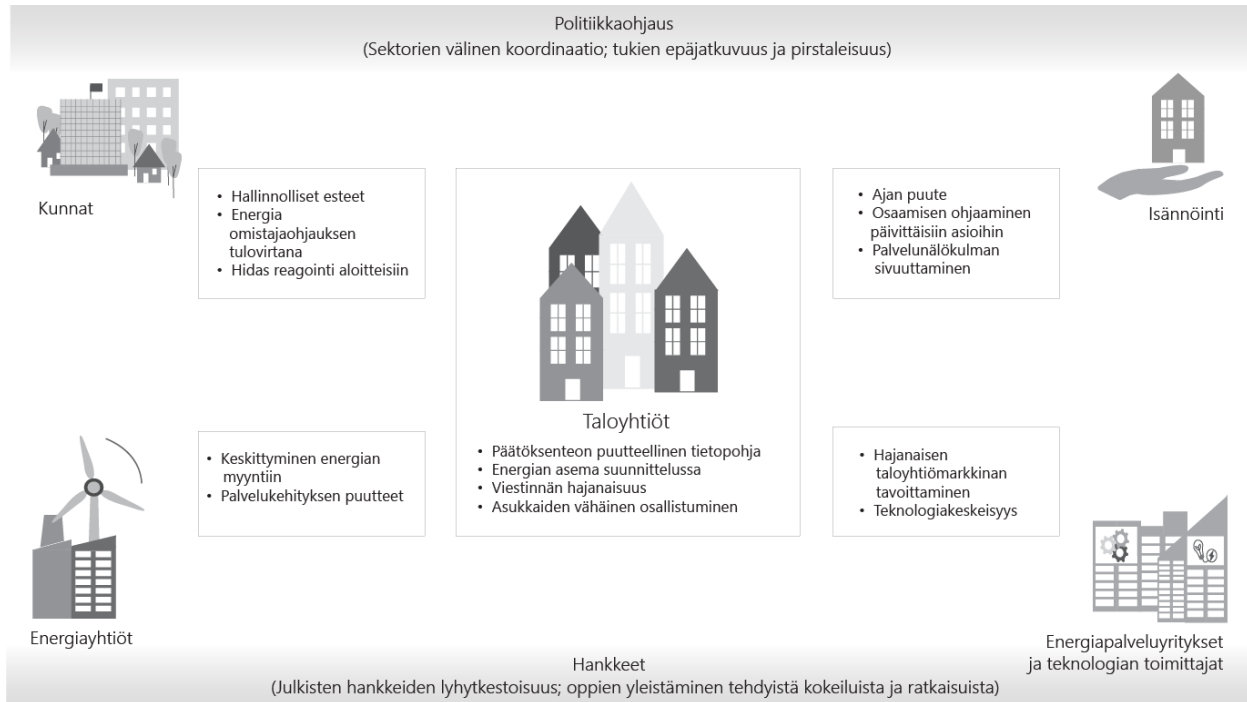 Politiikkaohjaus
(Sektorien välinen koordinaatio; tukien epäjatkuvuus ja pirstaleisuus)
Kunnat
• Hallinnolliset esteet
• Energia
omistajaohjauksen
tulovirtana
• Hidas reagointi aloitteisiin
• Ajan puute
• Osaamisen ohjaaminen
päivittäisiin asioihin
• Palvelunälökulman
sivuuttaminen
Isännöinti
Taloyhtiöt
• Päätöksenteon puutteellinen tietopohja
• Energian asema suunnittelussa
• Viestinnän hajanaisuus
• Asukkaiden vähäinen osallistuminen
• Keskittyminen energian
myyntiin
• Palvelukehityksen puutteet
Energiayhtiöt
• Hajanaisen
taloyhtiömarkkinan
tavoittaminen
• Teknologiakeskeisyys
Energiapalveluyritykset
ja teknologian toimittajat
Hankkeet
(Julkisten hankkeiden lyhytkestoisuus; oppien yleistäminen tehdyistä kokeiluista ja ratkaisuista)